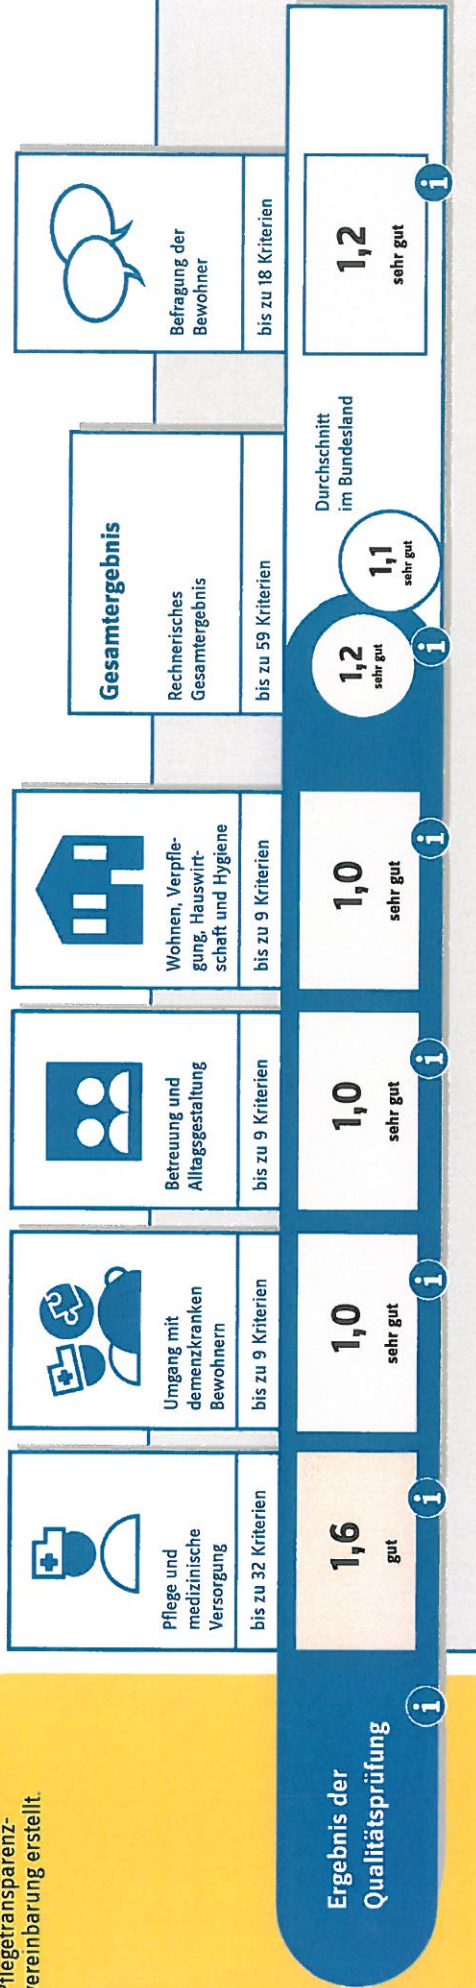 Pflegetransparenz-
vereinbarung erstellt.
Ergebnis der
Qualitätsprüfung
i
Pflege und
medizinische
Versorgung
bis zu 32 Kriterien
1,6
gut
i
Umgang mit
demenzkranken
Bewohnern
bis zu 9 Kriterien
1,0
sehr gut
i
Betreuung und
Alltagsgestaltung
bis zu 9 Kriterien
1,0
sehr gut
i
Wohnen, Verpfle-
gung, Hauswirt-
schaft und Hygiene
bis zu 9 Kriterien
1,0
sehr gut
i
Gesamtergebnis
Rechnerisches
Gesamtergebnis
bis zu 59 Kriterien
1,2
sehr gut
i
Durchschnitt
im Bundesland
1,1
sehr gut
Befragung der
Bewohner
bis zu 18 Kriterien
1,2
sehr gut
i